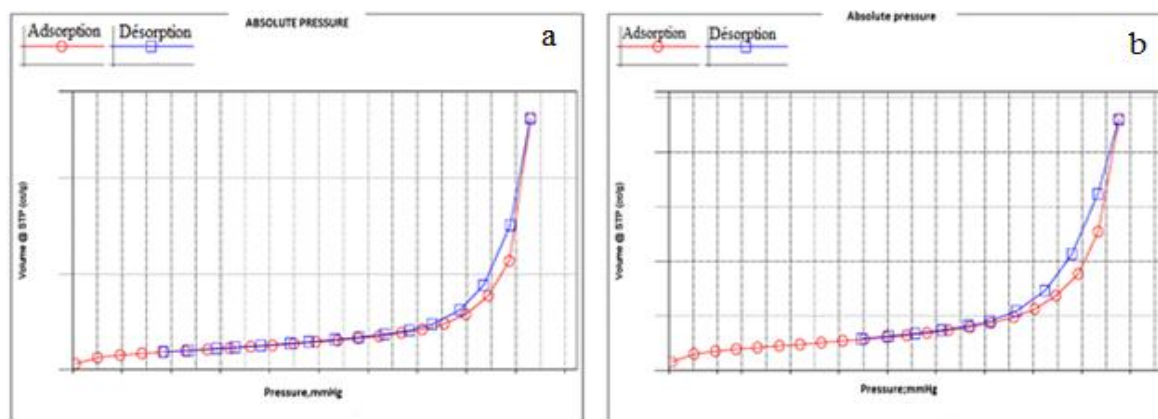 ABSOLUTE PRESSURE
Adsorption Désorption
a
Volume @ STP (cc/g)
Pressure,mmHg
Absolute pressure
Adsorption Désorption
b
Volume @ STP (cc/g)
Pressure;mmHg